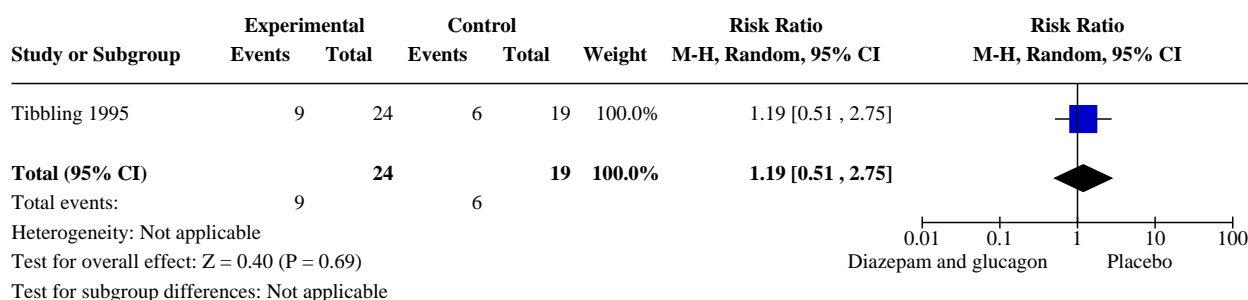 Experimental Control Risk Ratio Risk Ratio
Study or Subgroup Events Total Events Total Weight M-H, Random, 95% CI M-H, Random, 95% CI
Tibbling 1995 9 24 6 19 100.0% 1.19 [0.51 , 2.75]
Total (95% CI) 24 19 100.0% 1.19 [0.51 , 2.75]
Total events: 9 6
Heterogeneity: Not applicable
0.01 0.1 1 10 100
Test for overall effect: Z = 0.40 (P = 0.69) Diazepam and glucagon Placebo
Test for subgroup differences: Not applicable